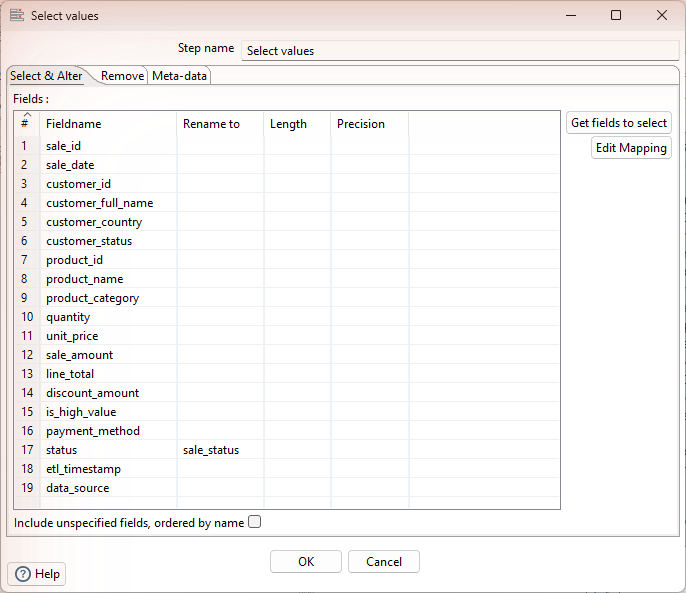 Select values
Step name Select values
Select & Alter Remove Meta-data
Fields :
# Fieldname Rename to Length Precision
Get fields to select
Edit Mapping
1 sale_id
2 sale_date
3 customer_id
4 customer_full_name
5 customer_country
6 customer_status
7 product_id
8 product_name
9 product_category
10 quantity
11 unit_price
12 sale_amount
13 line_total
14 discount_amount
15 is_high_value
16 payment_method
17 status sale_status
18 etl_timestamp
19 data_source
Include unspecified fields, ordered by name
OK Cancel
Help